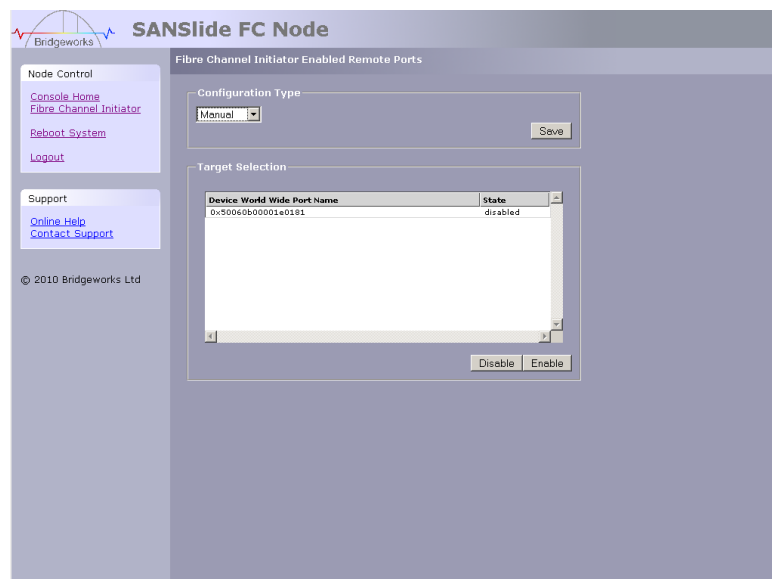 Bridgeworks
SANSlide FC Node
Fibre Channel Initiator Enabled Remote Ports
Node Control
Console Home
Fibre Channel Initiator
Reboot System
Logout
Support
Online Help
Contact Support
© 2010 Bridgeworks Ltd
Configuration Type
Manual
Save
Target Selection
Device World Wide Port Name State
0x50060b00001e0181 disabled
Disable Enable